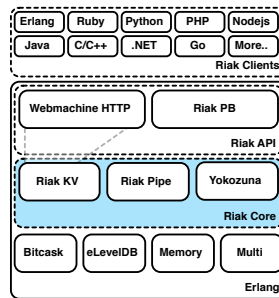 Erlang Ruby Python PHP Nodejs
Java C/C++ .NET Go More..
Riak Clients
Webmachine HTTP Riak PB
Riak API
Riak KV Riak Pipe Yokozuna
Riak Core
Bitcask eLevelDB Memory Multi
Erlang